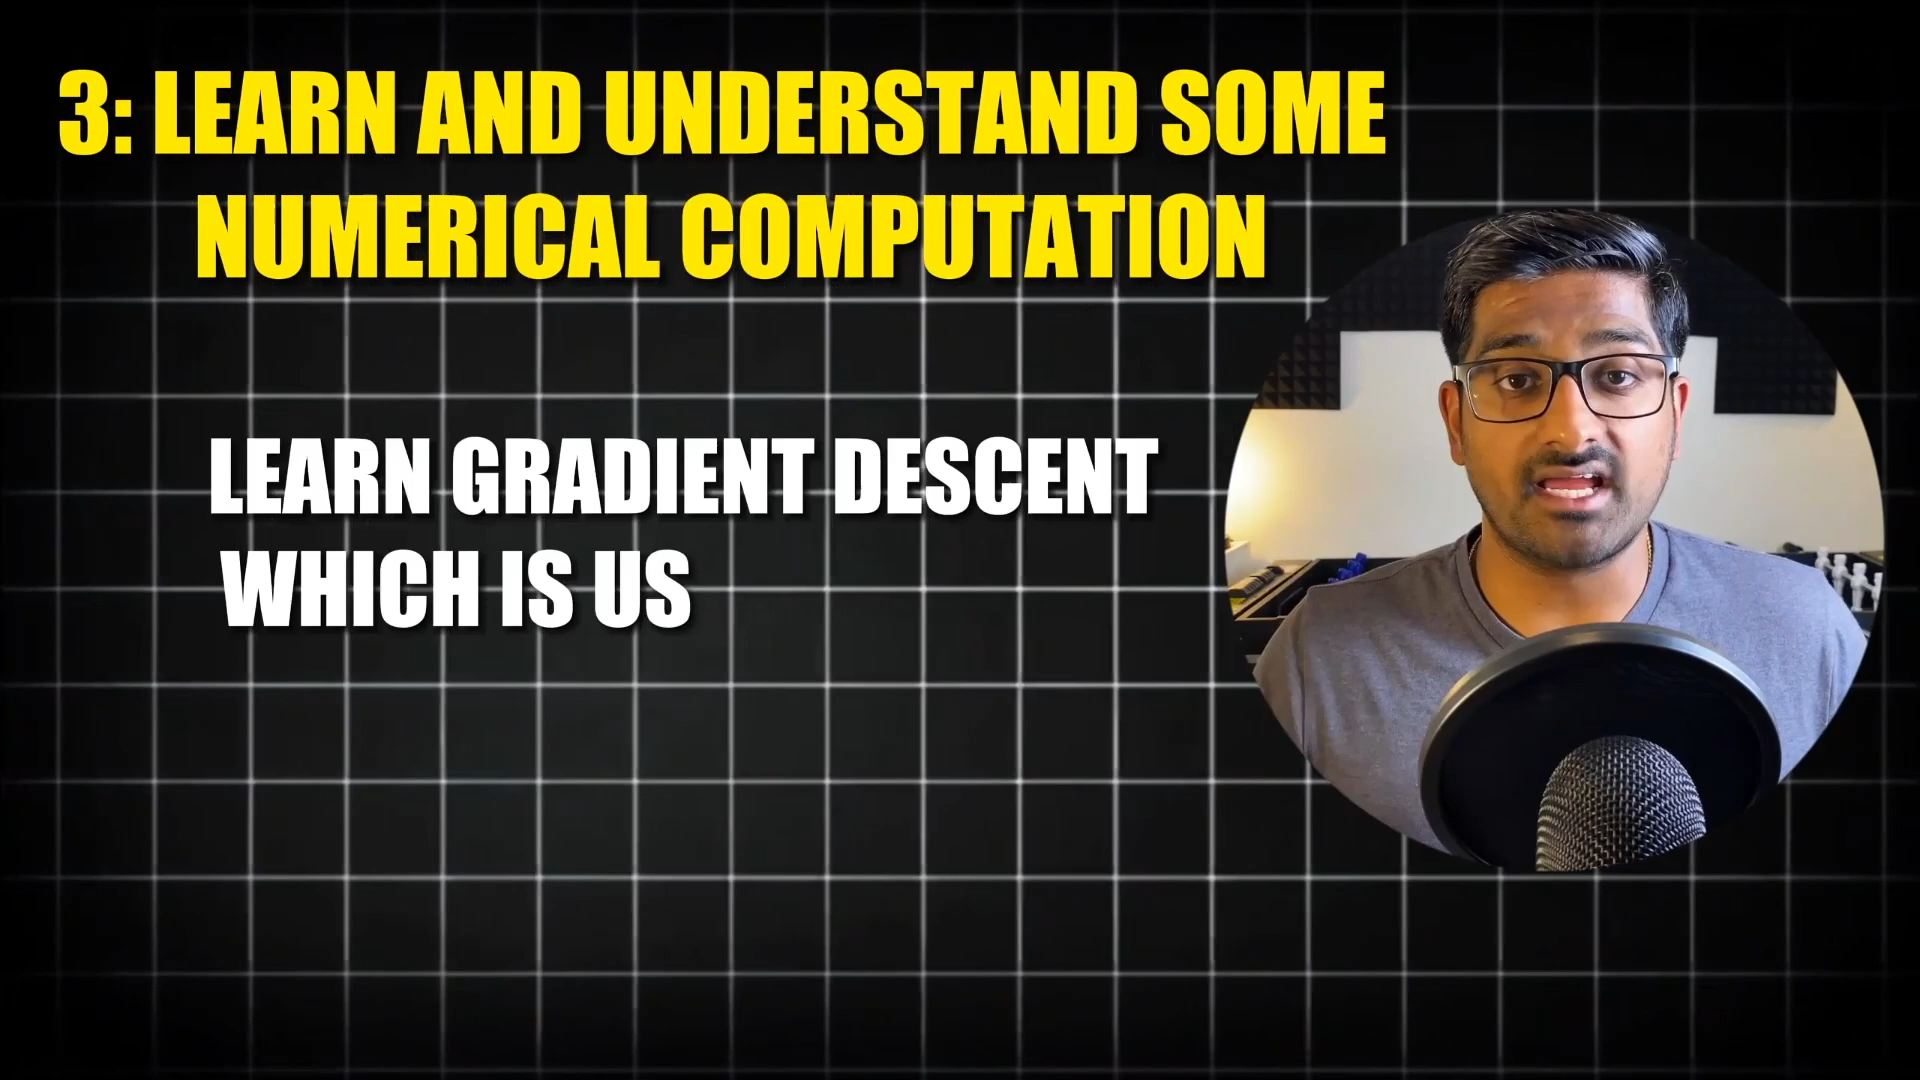 3: LEARN AND UNDERSTAND SOME
NUMERICAL COMPUTATION
LEARN GRADIENT DESCENT
WHICH IS US